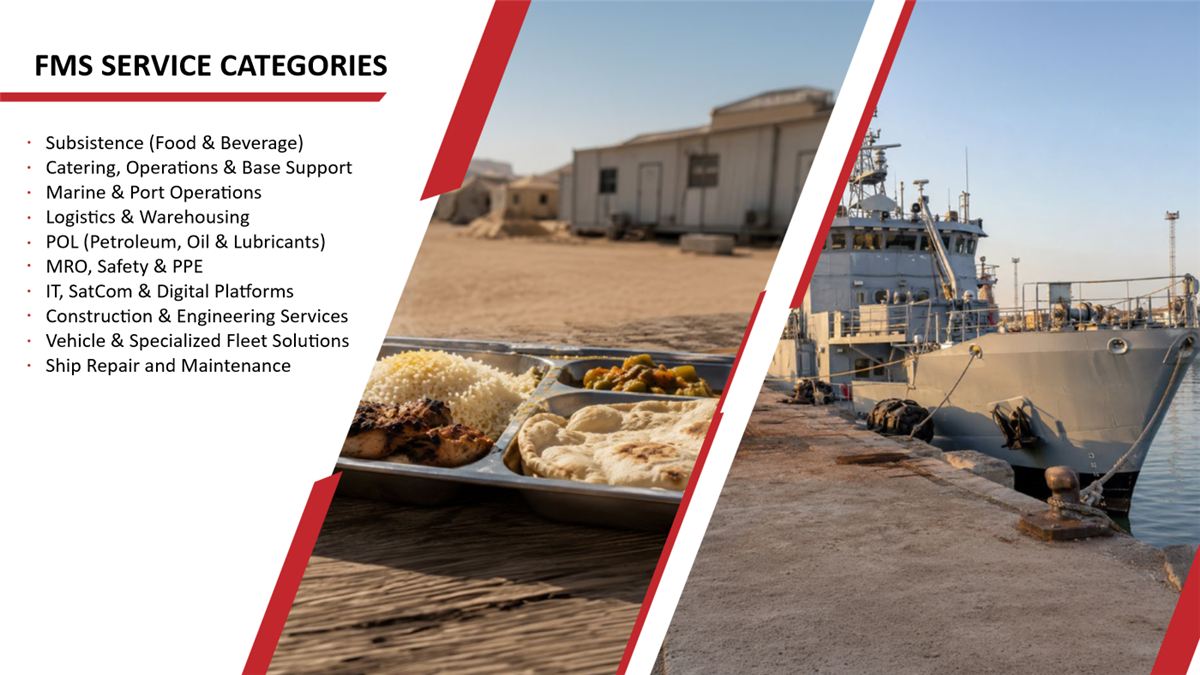 FMS SERVICE CATEGORIES
· Subsistence (Food & Beverage)
· Catering, Operations & Base Support
· Marine & Port Operations
· Logistics & Warehousing
· POL (Petroleum, Oil & Lubricants)
· MRO, Safety & PPE
· IT, SatCom & Digital Platforms
· Construction & Engineering Services
· Vehicle & Specialized Fleet Solutions
· Ship Repair and Maintenance